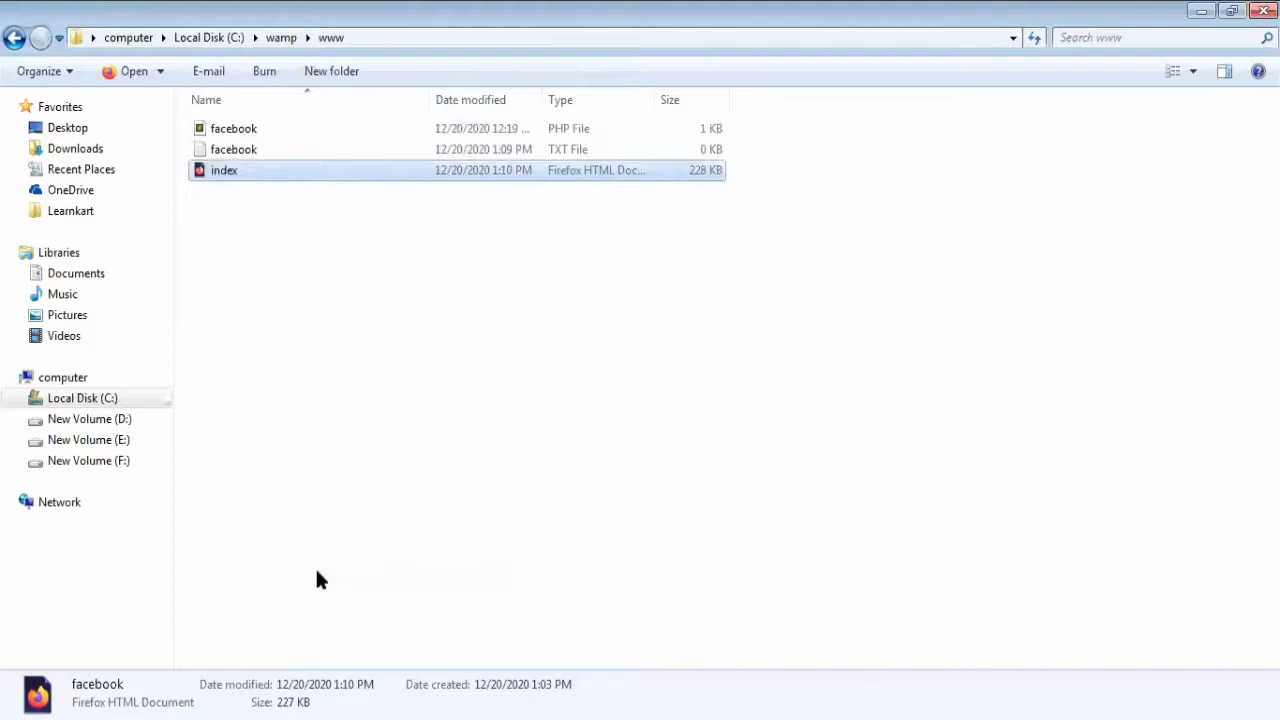 computer Local Disk (C:) wamp www
Search www
Organize Open E-mail Burn New folder
Name Date modified Type Size
facebook 12/20/2020 12:19 ... PHP File 1 KB
facebook 12/20/2020 1:09 PM TXT File 0 KB
index 12/20/2020 1:10 PM Firefox HTML Doc... 228 KB
Favorites
Desktop
Downloads
Recent Places
OneDrive
Learnkart
Libraries
Documents
Music
Pictures
Videos
computer
Local Disk (C:)
New Volume (D:)
New Volume (E:)
New Volume (F:)
Network
facebook Date modified: 12/20/2020 1:10 PM Date created: 12/20/2020 1:03 PM
Firefox HTML Document Size: 227 KB